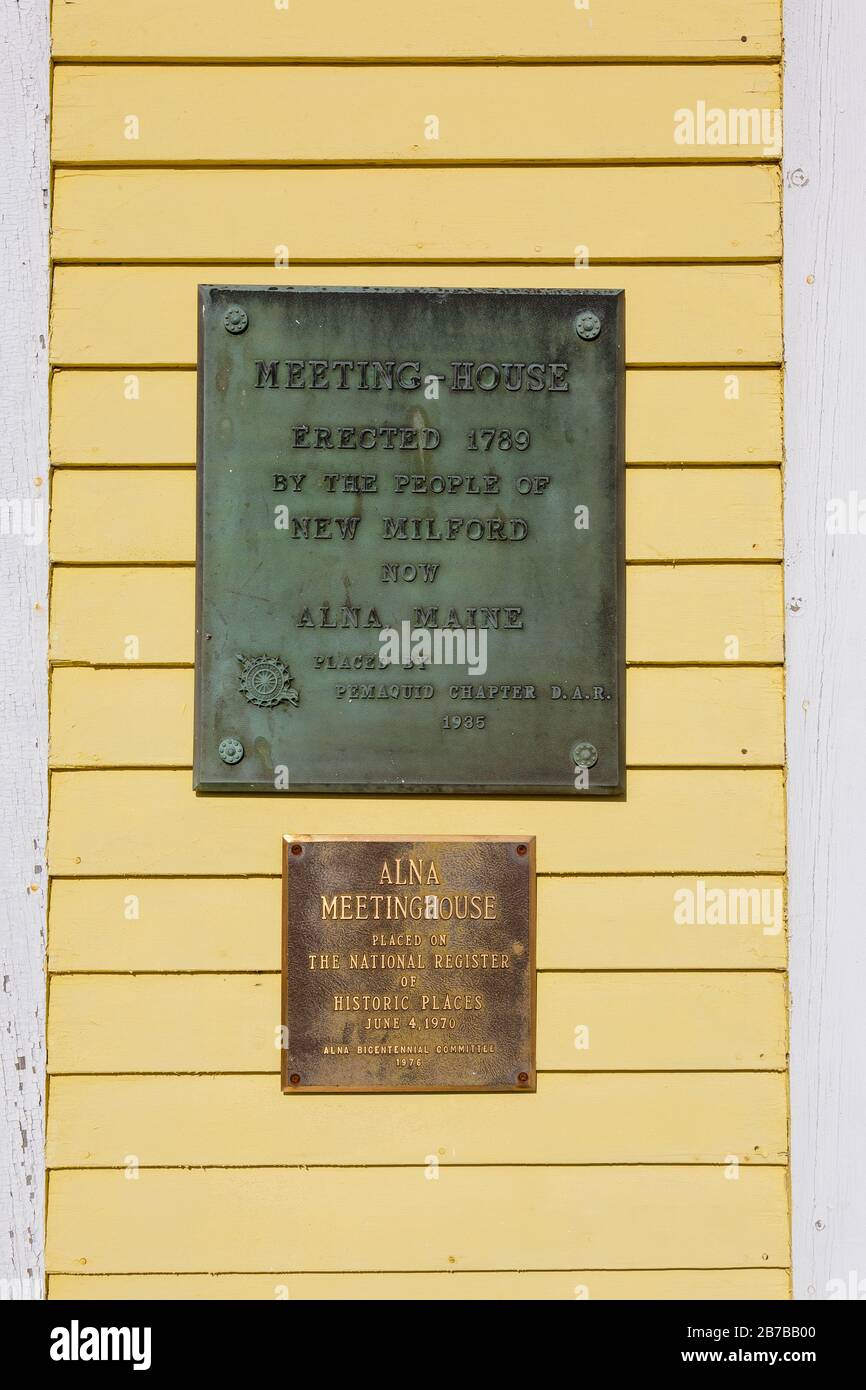 MEETING-HOUSE
ERECTED 1789
BY THE PEOPLE OF
NEW MILFORD
NOW
ALNA, MAINE
PLACED BY
PEMAQUID CHAPTER D.A.R.
1935
ALNA
MEETINGHOUSE
PLACED ON
THE NATIONAL REGISTER
OF
HISTORIC PLACES
JUNE 4, 1970
ALNA BICENTENNIAL COMMITTEE
1976
alamy
alamy
alamy
alamy
Image ID: 2B7BB00
www.alamy.com